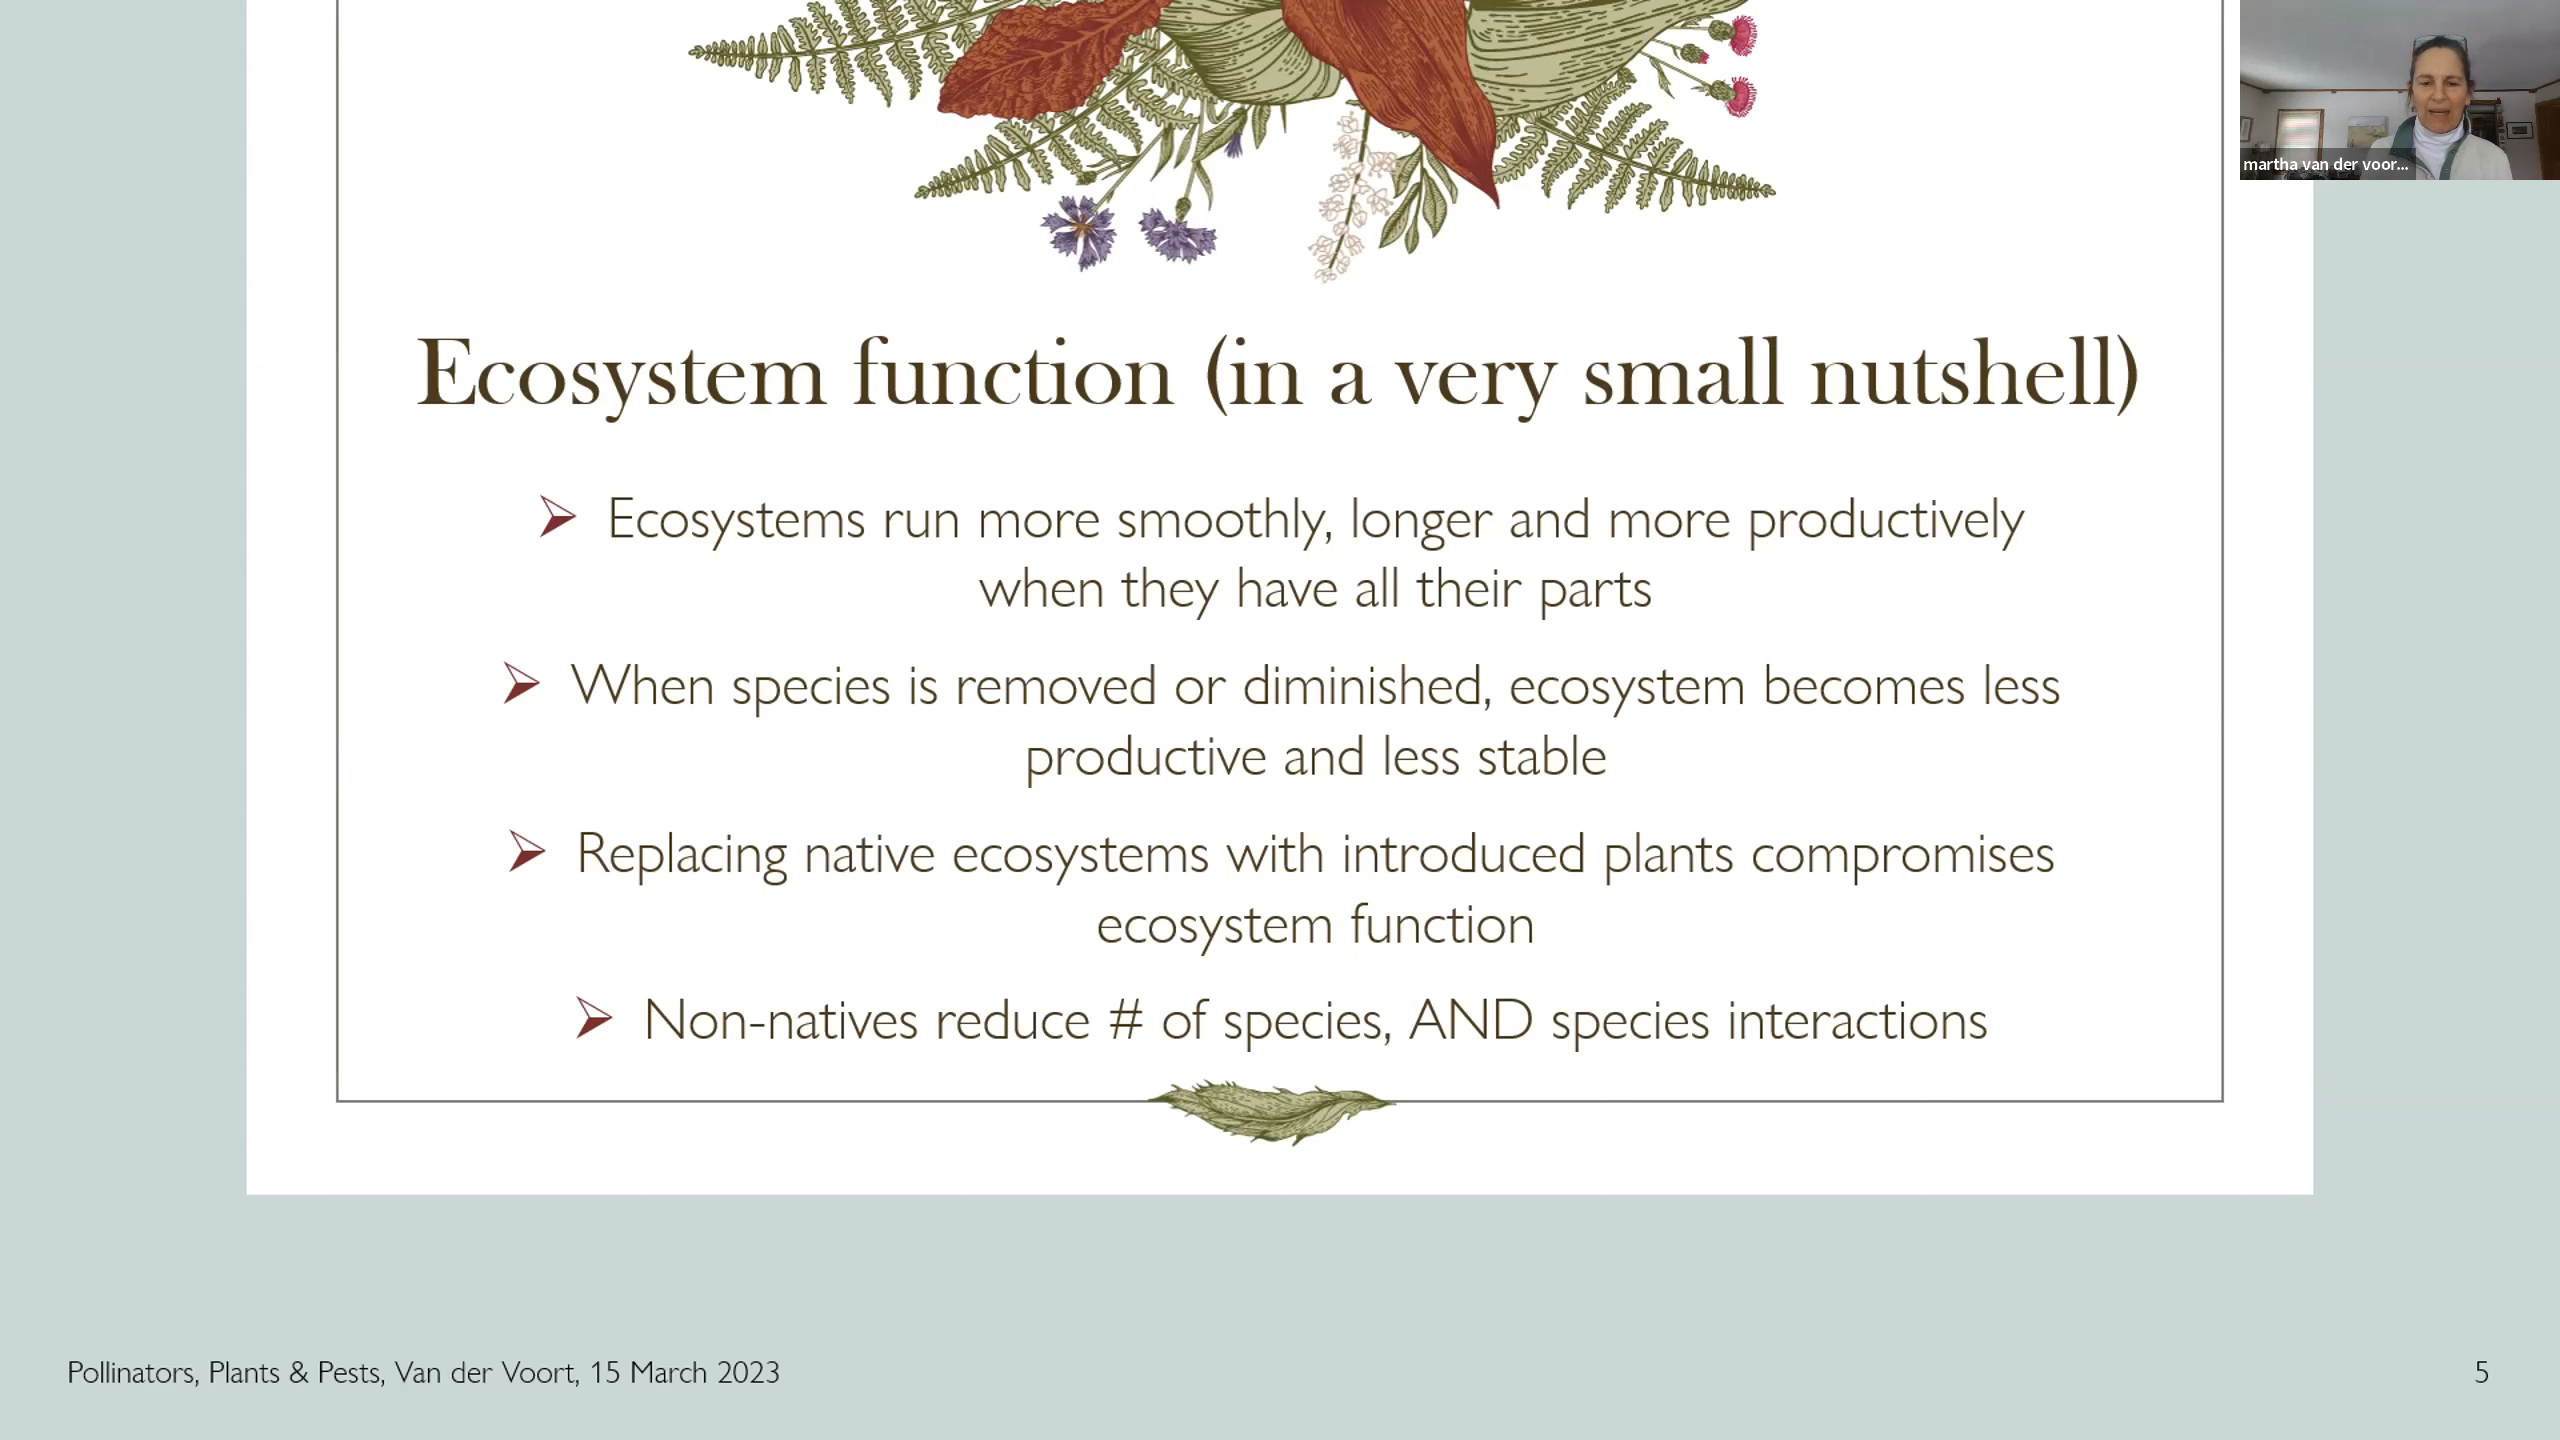 martha van der voor...
Ecosystem function (in a very small nutshell)
➢ Ecosystems run more smoothly, longer and more productively
when they have all their parts
➢ When species is removed or diminished, ecosystem becomes less
productive and less stable
➢ Replacing native ecosystems with introduced plants compromises
ecosystem function
➢ Non-natives reduce # of species, AND species interactions
Pollinators, Plants & Pests, Van der Voort, 15 March 2023
5